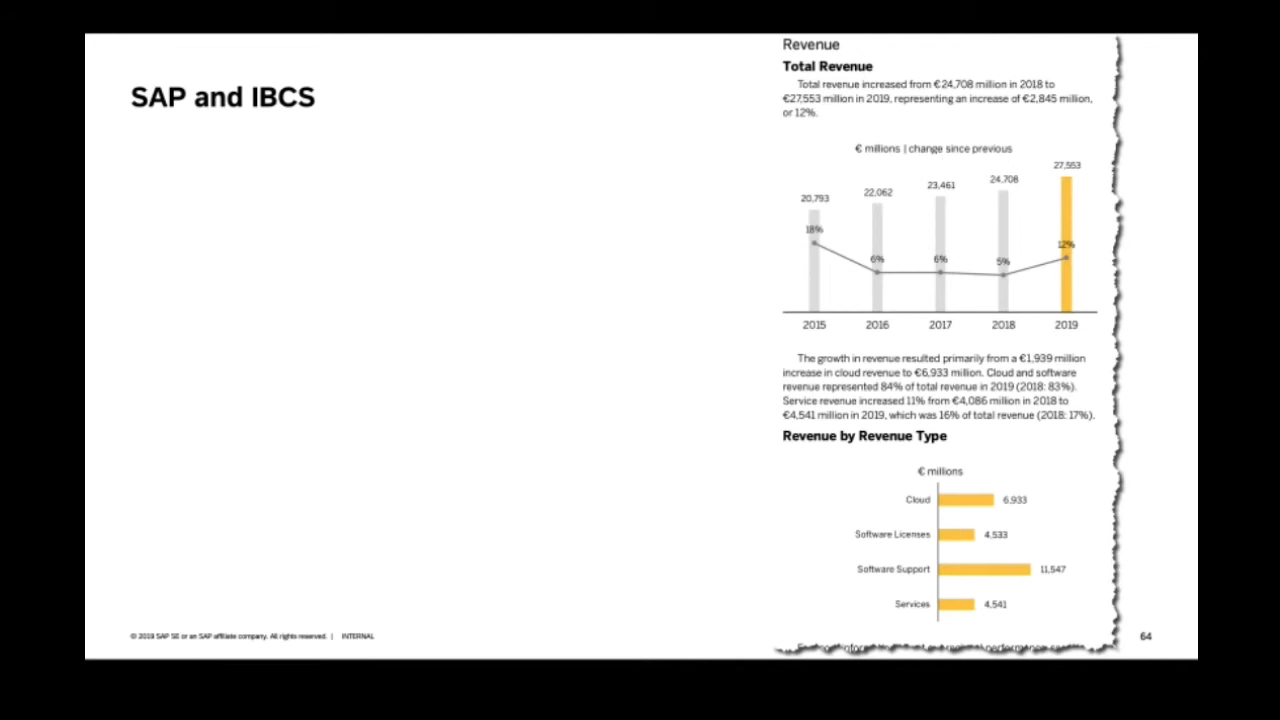 SAP and IBCS
Revenue
Total Revenue
Total revenue increased from €24,708 million in 2018 to
€27,553 million in 2019, representing an increase of €2,845 million,
or 12%.
€ millions | change since previous
27,553
24,708
23,461
22,062
20,793
18%
6%
6%
5%
12%
2015 2016 2017 2018 2019
The growth in revenue resulted primarily from a €1,939 million
increase in cloud revenue to €6,933 million. Cloud and software
revenue represented 84% of total revenue in 2019 (2018: 83%).
Service revenue increased 11% from €4,086 million in 2018 to
€4,541 million in 2019, which was 16% of total revenue (2018: 17%).
Revenue by Revenue Type
€ millions
Cloud 6,933
Software Licenses 4,533
Software Support 11,547
Services 4,541
© 2019 SAP SE or an SAP affiliate company. All rights reserved. | INTERNAL
64